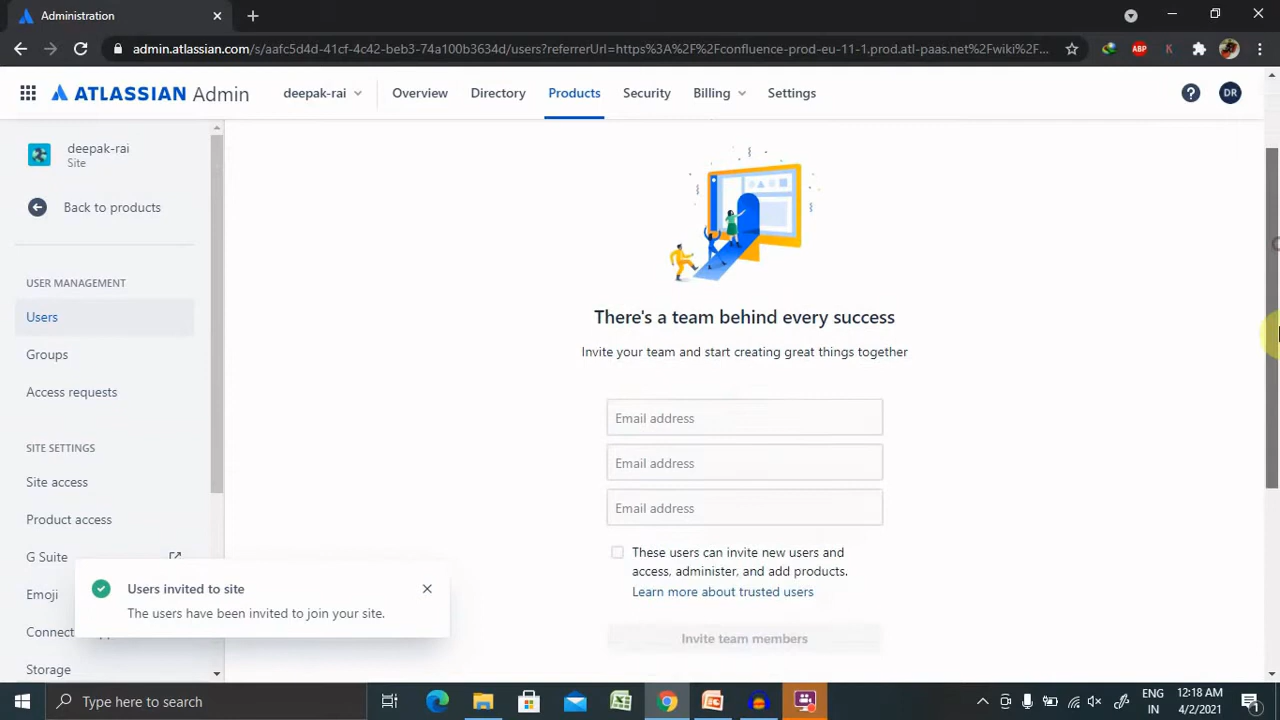 Administration
admin.atlassian.com/s/aafc5d4d-41cf-4c42-beb3-74a100b3634d/users?referrerUrl=https%3A%2F%2Fconfluence-prod-eu-11-1.prod.atl-paas.net%2Fwiki%2F...
ABP
K
ATLASSIAN Admin
deepak-rai
Overview
Directory
Products
Security
Billing
Settings
DR
deepak-rai
Site
Back to products
USER MANAGEMENT
Users
Groups
Access requests
SITE SETTINGS
Site access
Product access
G Suite
Emoji
Storage
There's a team behind every success
Invite your team and start creating great things together
Email address
Email address
Email address
These users can invite new users and
access, administer, and add products.
Learn more about trusted users
Invite team members
Users invited to site
The users have been invited to join your site.
Type here to search
ENG
IN
12:18 AM
4/2/2021
1